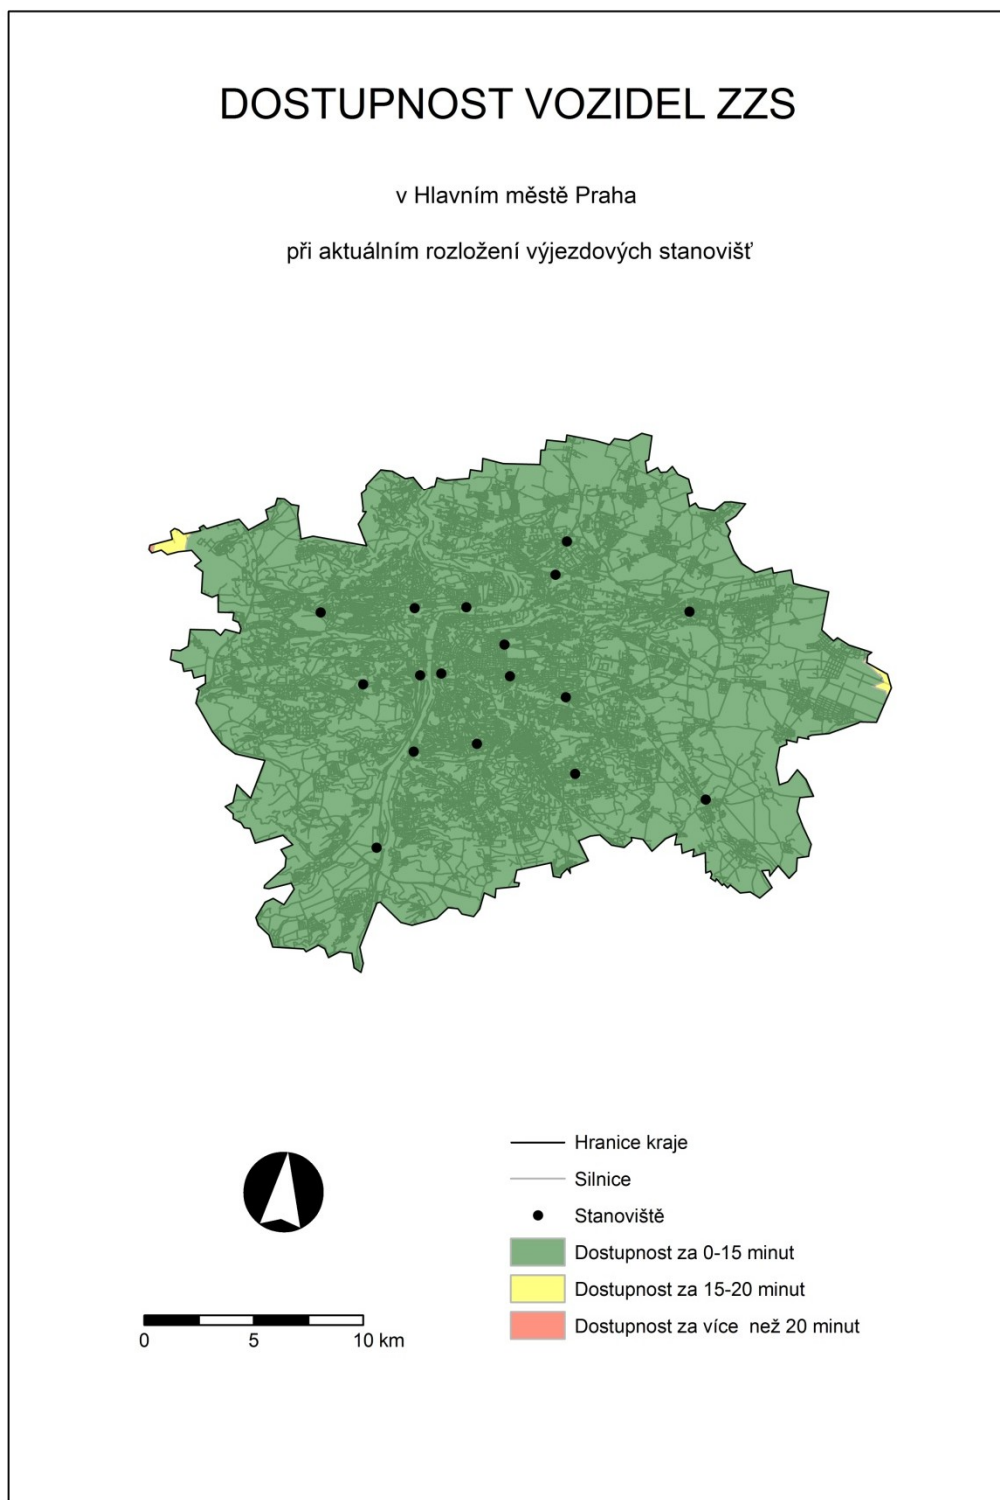 DOSTUPNOST VOZIDEL ZZS
v Hlavním městě Praha
při aktuálním rozložení výjezdových stanovišť
Hranice kraje
Silnice
Stanoviště
Dostupnost za 0-15 minut
Dostupnost za 15-20 minut
Dostupnost za více  než 20 minut
0 5 10 km